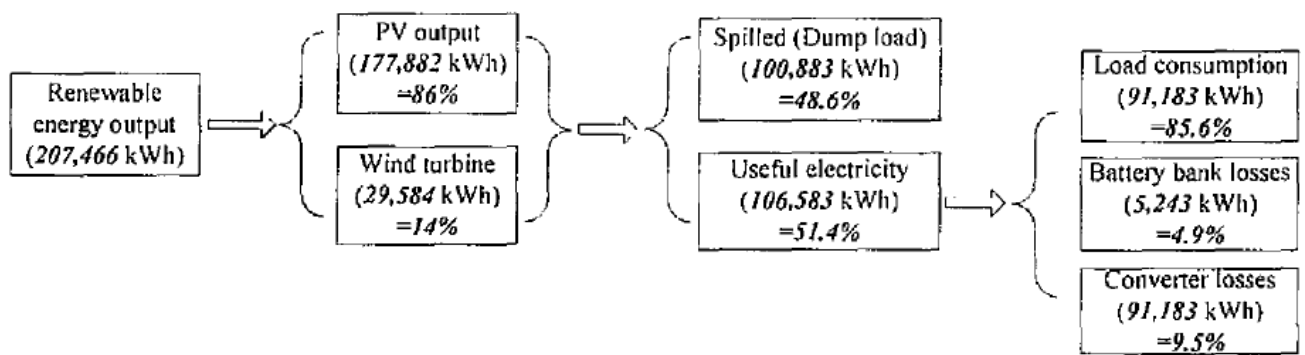 Renewable
energy output
(207,466 kWh)
PV output
(177,882 kWh)
=86%
Wind turbine
(29,584 kWh)
=14%
Spilled (Dump load)
(100,883 kWh)
=48.6%
Useful electricity
(106,583 kWh)
=51.4%
Load consumption
(91,183 kWh)
=85.6%
Battery bank losses
(5,243 kWh)
=4.9%
Converter losses
(91,183 kWh)
=9.5%